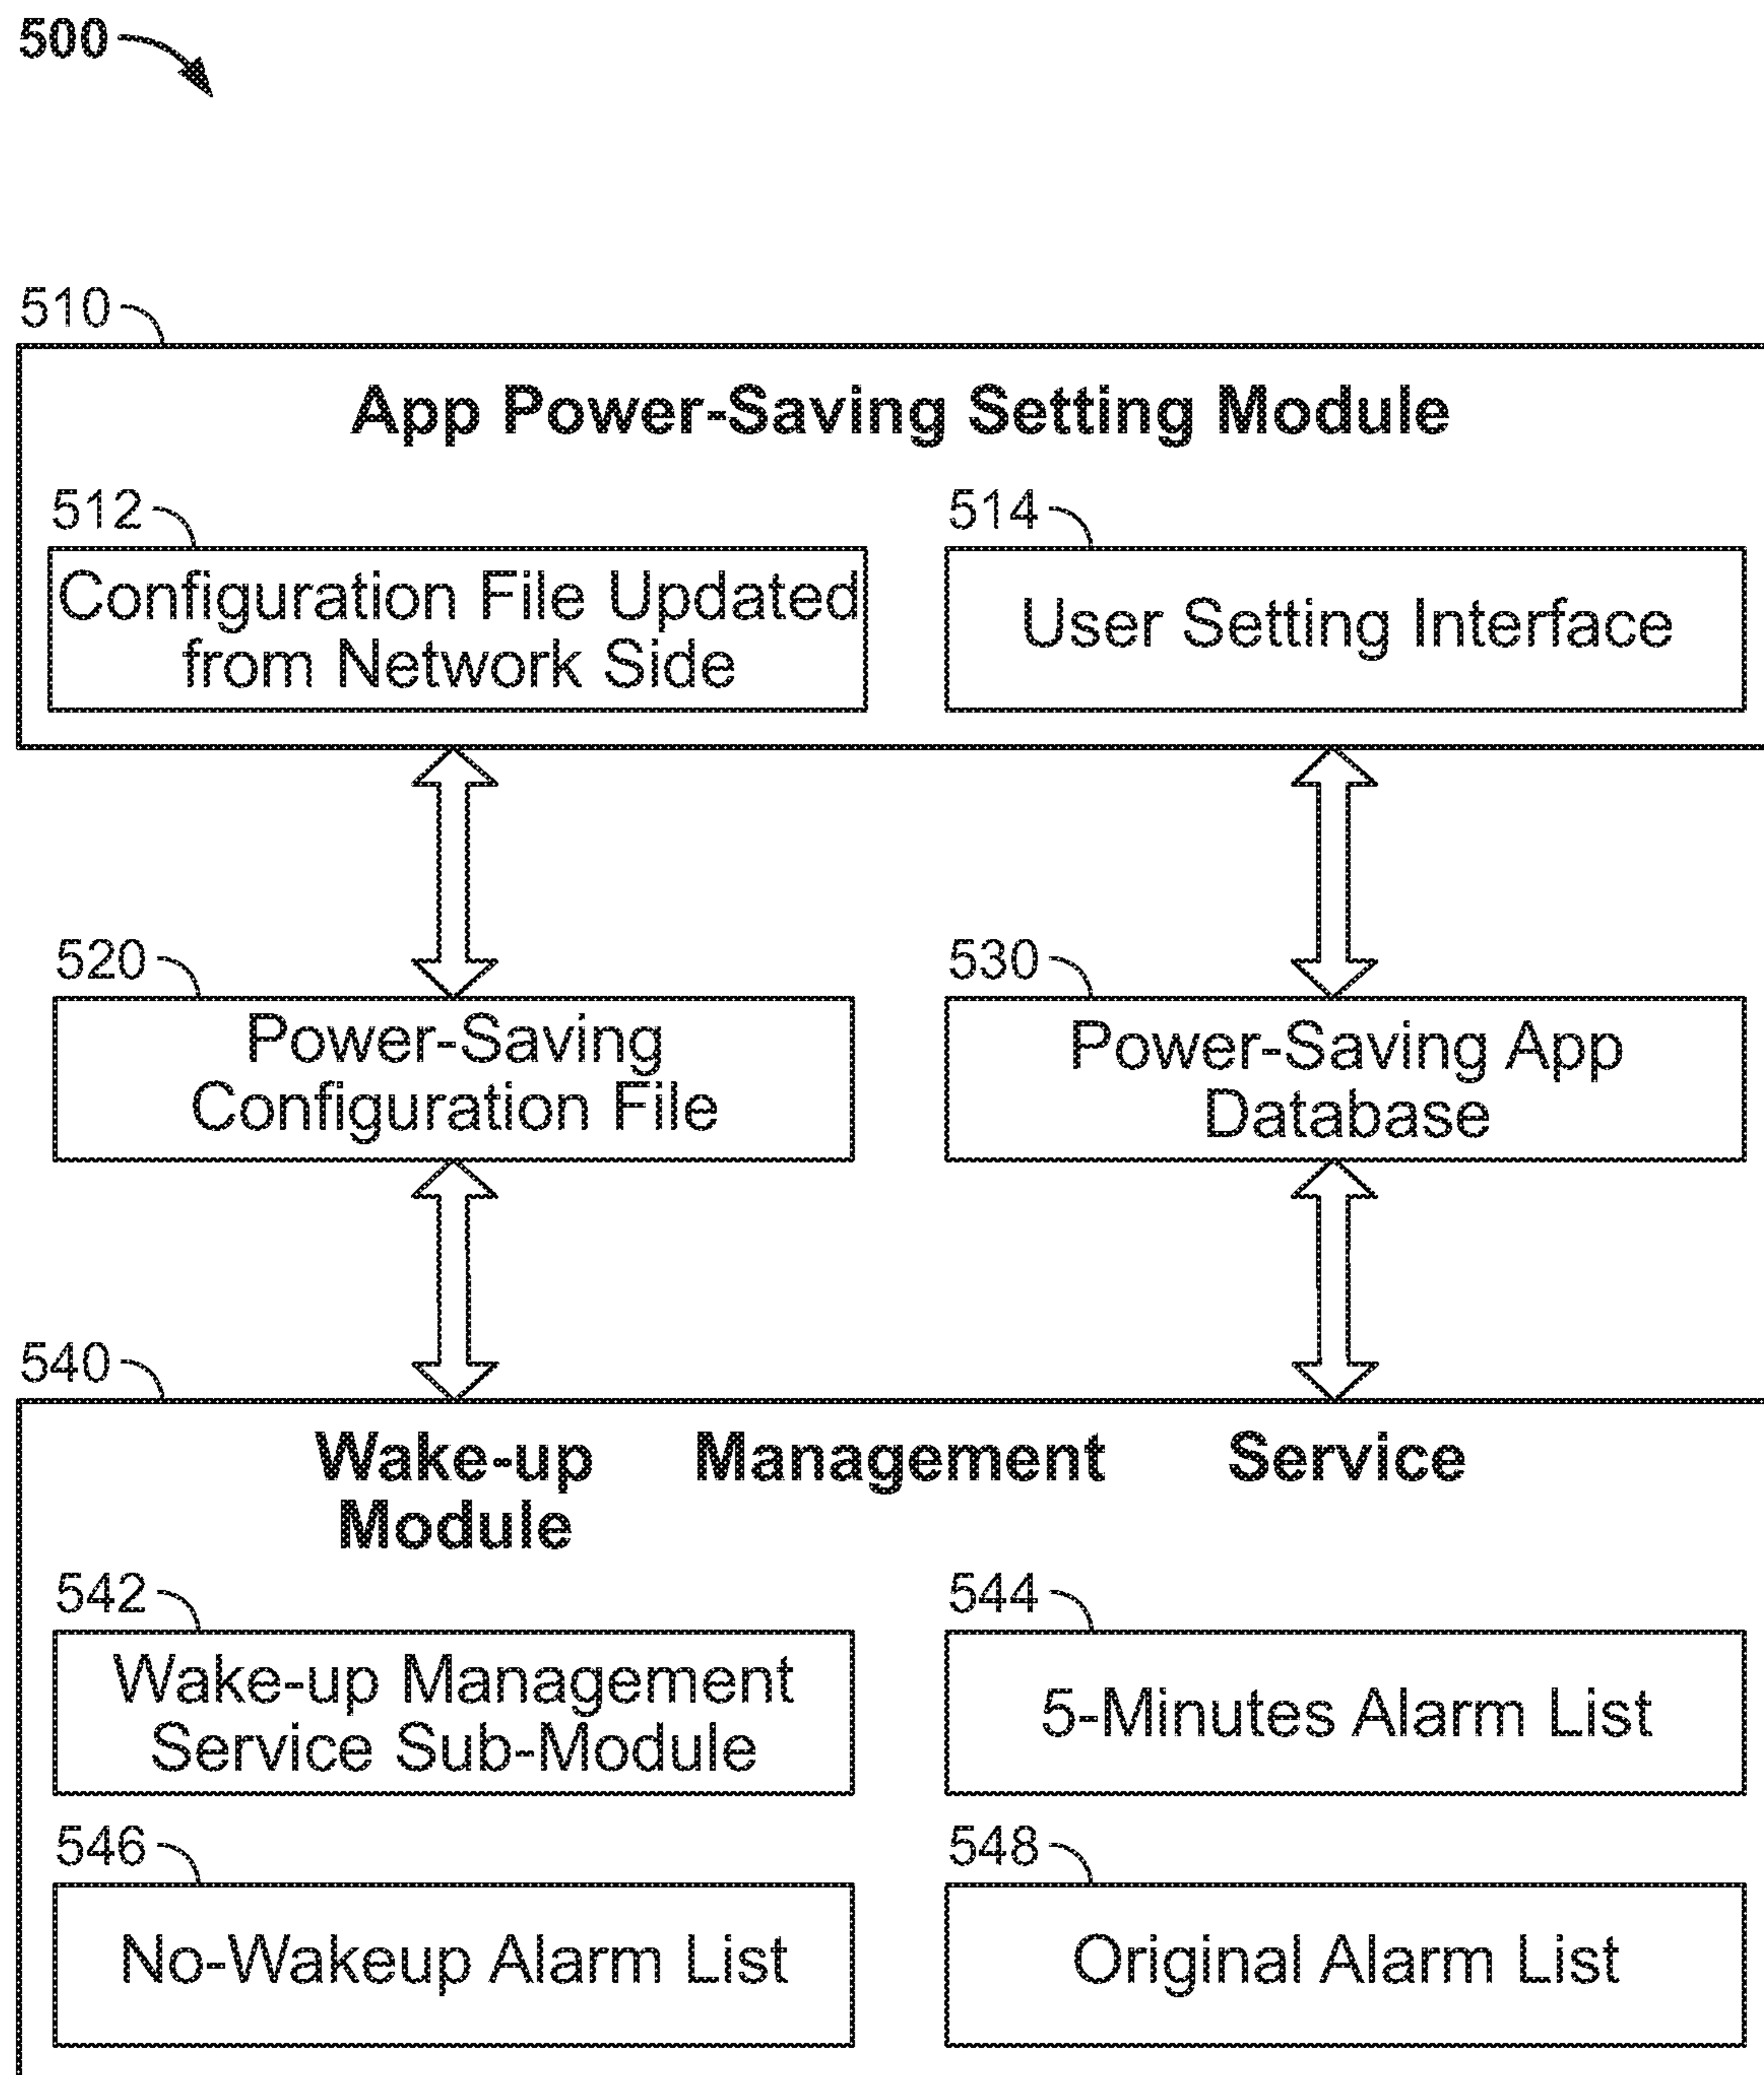 500
510
App Power-Saving Setting Module
512
514
Configuration File Updated
from Network Side
User Setting Interface
520
530
Power-Saving
Configuration File
Power-Saving App
Database
540
Wake-up Management Service
Module
542
544
Wake-up Management
Service Sub-Module
5-Minutes Alarm List
546
548
No-Wakeup Alarm List
Original Alarm List